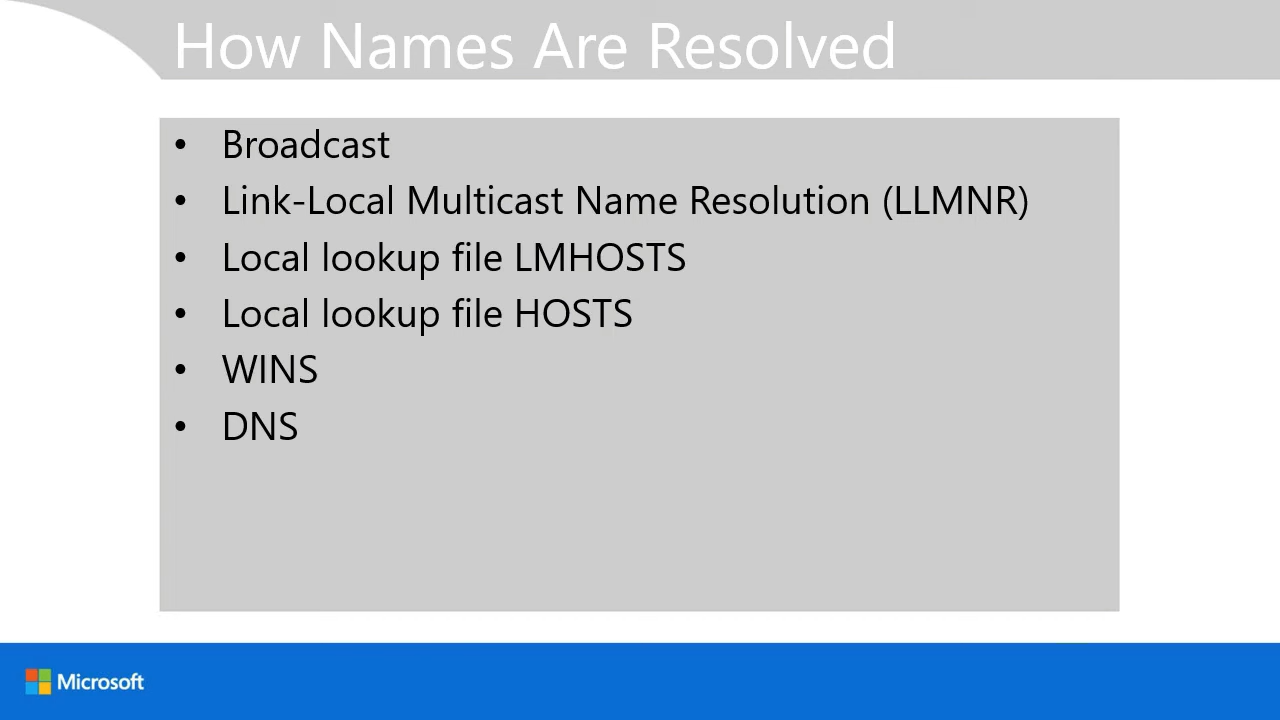 How Names Are Resolved
• Broadcast
• Link-Local Multicast Name Resolution (LLMNR)
• Local lookup file LMHOSTS
• Local lookup file HOSTS
• WINS
• DNS
Microsoft